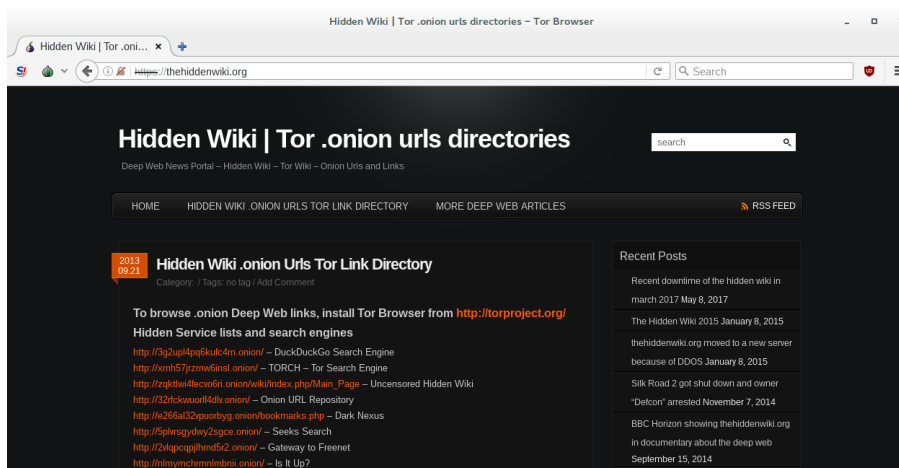 Hidden Wiki | Tor .onion urls directories - Tor Browser
Hidden Wiki | Tor .oni...
https://thehiddenwiki.org
Search
Hidden Wiki | Tor .onion urls directories
search
Deep Web News Portal – Hidden Wiki – Tor Wiki – Onion Urls and Links
HOME HIDDEN WIKI .ONION URLS TOR LINK DIRECTORY MORE DEEP WEB ARTICLES RSS FEED
2013
09.21
Hidden Wiki .onion Urls Tor Link Directory
Category: / Tags: no tag / Add Comment
To browse .onion Deep Web links, install Tor Browser from http://torproject.org/
Hidden Service lists and search engines
http://3g2upl4pq6kufc4m.onion/ – DuckDuckGo Search Engine
http://xmh57jrzrnw6insl.onion/ – TORCH – Tor Search Engine
http://zqktlwi4fecvo6ri.onion/wiki/index.php/Main_Page – Uncensored Hidden Wiki
http://32rfckwuorlf4dlv.onion/ – Onion URL Repository
http://e266al32vpuorbyg.onion/bookmarks.php – Dark Nexus
http://5plvrsgydwy2sgce.onion/ – Seeks Search
http://2vlqpcqpjlhmd5r2.onion/ – Gateway to Freenet
http://nlmymchrmnlmbnii.onion/ – Is It Up?
Recent Posts
Recent downtime of the hidden wiki in
march 2017 May 8, 2017
The Hidden Wiki 2015 January 8, 2015
thehiddenwiki.org moved to a new server
because of DDOS January 8, 2015
Silk Road 2 got shut down and owner
“Defcon” arrested November 7, 2014
BBC Horizon showing thehiddenwiki.org
in documentary about the deep web
September 15, 2014